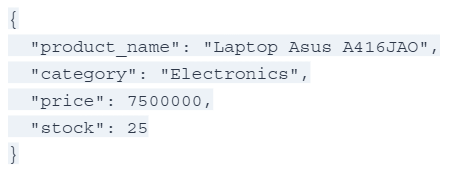 {
  "product_name": "Laptop Asus A416JAO",
  "category": "Electronics",
  "price": 7500000,
  "stock": 25
}